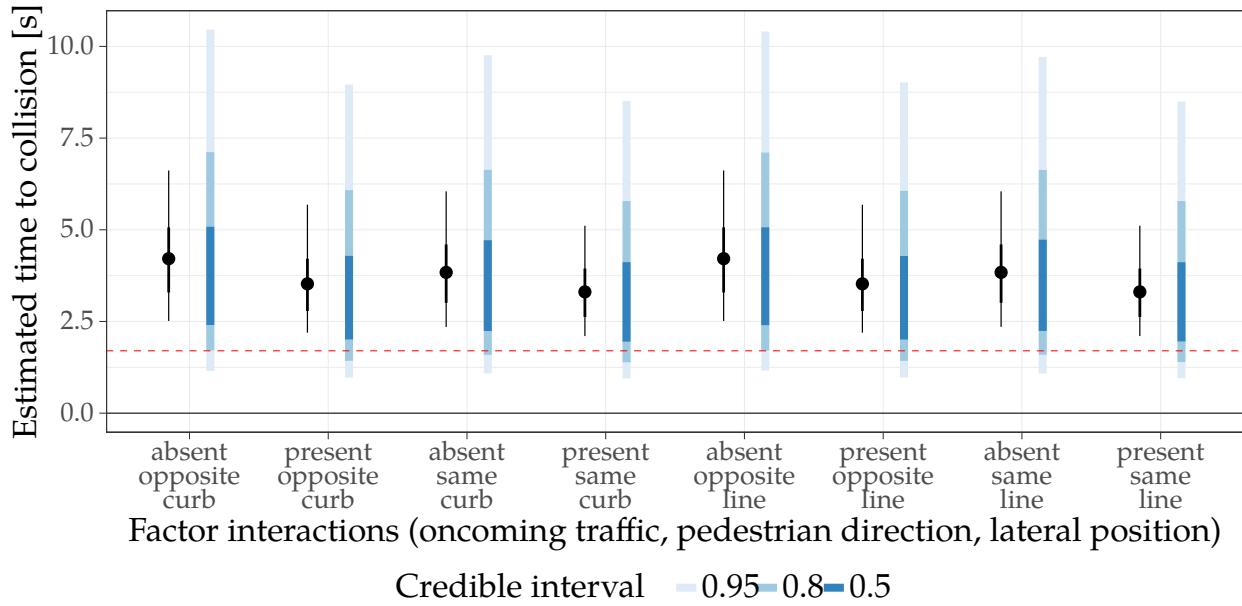 Estimated time to collision [s]
10.0
7.5
5.0
2.5
0.0
absent present absent present absent present absent present
opposite opposite same same opposite opposite same same
curb curb curb curb line line line line
Factor interactions (oncoming traffic, pedestrian direction, lateral position)
Credible interval 0.95 0.8 0.5